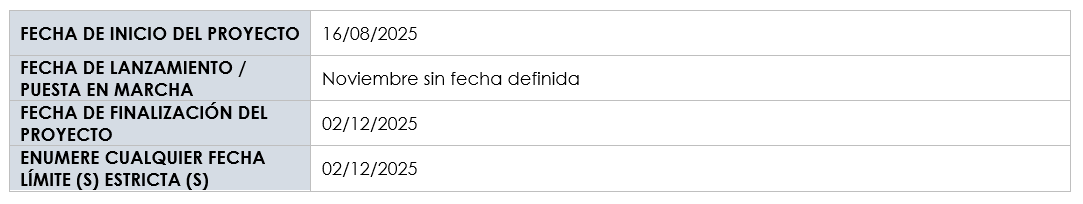 FECHA DE INICIO DEL PROYECTO 16/08/2025
FECHA DE LANZAMIENTO /
PUESTA EN MARCHA
Noviembre sin fecha definida
FECHA DE FINALIZACIÓN DEL
PROYECTO
02/12/2025
ENUMERE CUALQUIER FECHA
LÍMITE (S) ESTRICTA (S)
02/12/2025